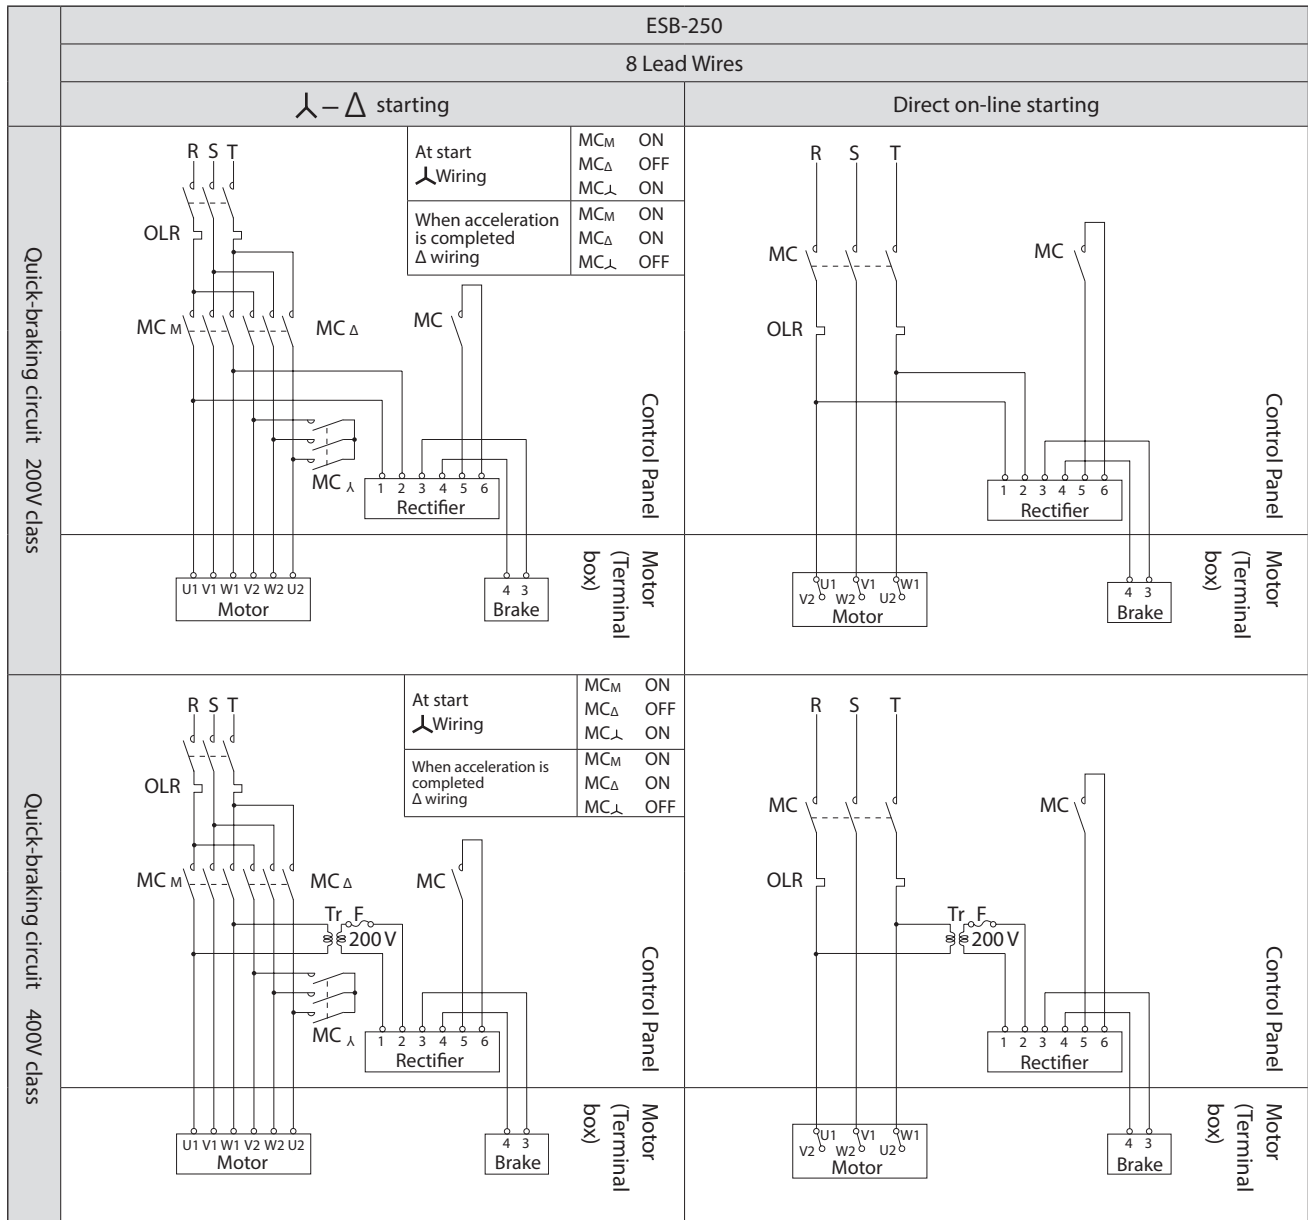 ESB-250
8 Lead Wires
⅄ – Δ starting
Direct on-line starting
Quick-braking circuit 200V class
R S T
OLR
MC M
MC Δ
MC
MC ⅄
1 2 3 4 5 6
Rectifier
U1 V1 W1 V2 W2 U2
Motor
4 3
Brake
At start
⅄ Wiring
MCM ON
MCΔ OFF
MC⅄ ON
When acceleration
is completed
Δ wiring
MCM ON
MCΔ ON
MC⅄ OFF
Control Panel
Motor
(Terminal
box)
R S T
MC
MC
OLR
1 2 3 4 5 6
Rectifier
U1 V1 W1
V2 W2 U2
Motor
4 3
Brake
Control Panel
Motor
(Terminal
box)
Quick-braking circuit 400V class
R S T
OLR
MC M
MC Δ
MC
Tr F
200 V
MC ⅄
1 2 3 4 5 6
Rectifier
U1 V1 W1 V2 W2 U2
Motor
4 3
Brake
At start
⅄ Wiring
MCM ON
MCΔ OFF
MC⅄ ON
When acceleration is
completed
Δ wiring
MCM ON
MCΔ ON
MC⅄ OFF
Control Panel
Motor
(Terminal
box)
R S T
MC
MC
OLR
Tr F
200 V
1 2 3 4 5 6
Rectifier
U1 V1 W1
V2 W2 U2
Motor
4 3
Brake
Control Panel
Motor
(Terminal
box)